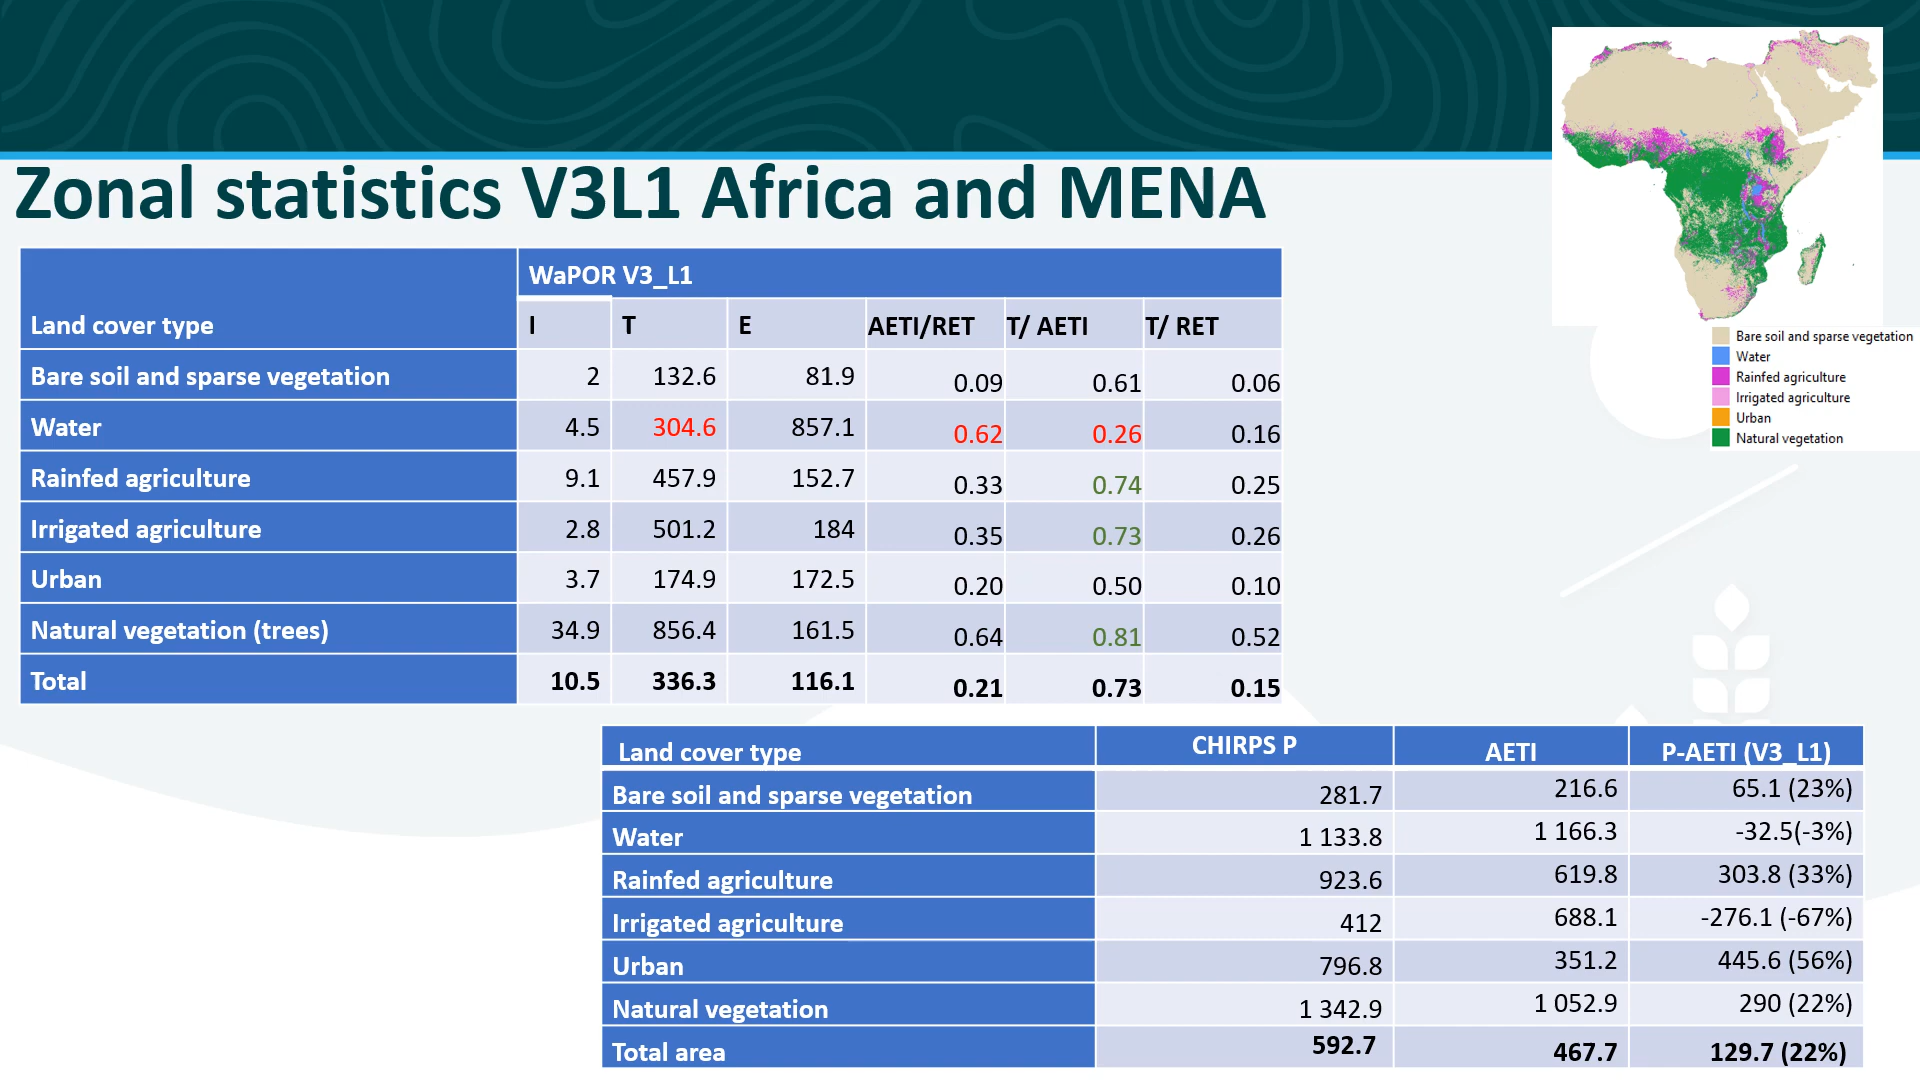 Zonal statistics V3L1 Africa and MENA
WaPOR V3_L1
Land cover type I T E AETI/RET T/ AETI T/ RET
Bare soil and sparse vegetation 2 132.6 81.9 0.09 0.61 0.06
Water 4.5 304.6 857.1 0.62 0.26 0.16
Rainfed agriculture 9.1 457.9 152.7 0.33 0.74 0.25
Irrigated agriculture 2.8 501.2 184 0.35 0.73 0.26
Urban 3.7 174.9 172.5 0.20 0.50 0.10
Natural vegetation (trees) 34.9 856.4 161.5 0.64 0.81 0.52
Total 10.5 336.3 116.1 0.21 0.73 0.15
Bare soil and sparse vegetation
Water
Rainfed agriculture
Irrigated agriculture
Urban
Natural vegetation
Land cover type CHIRPS P AETI P-AETI (V3_L1)
Bare soil and sparse vegetation 281.7 216.6 65.1 (23%)
Water 1 133.8 1 166.3 -32.5(-3%)
Rainfed agriculture 923.6 619.8 303.8 (33%)
Irrigated agriculture 412 688.1 -276.1 (-67%)
Urban 796.8 351.2 445.6 (56%)
Natural vegetation 1 342.9 1 052.9 290 (22%)
Total area 592.7 467.7 129.7 (22%)